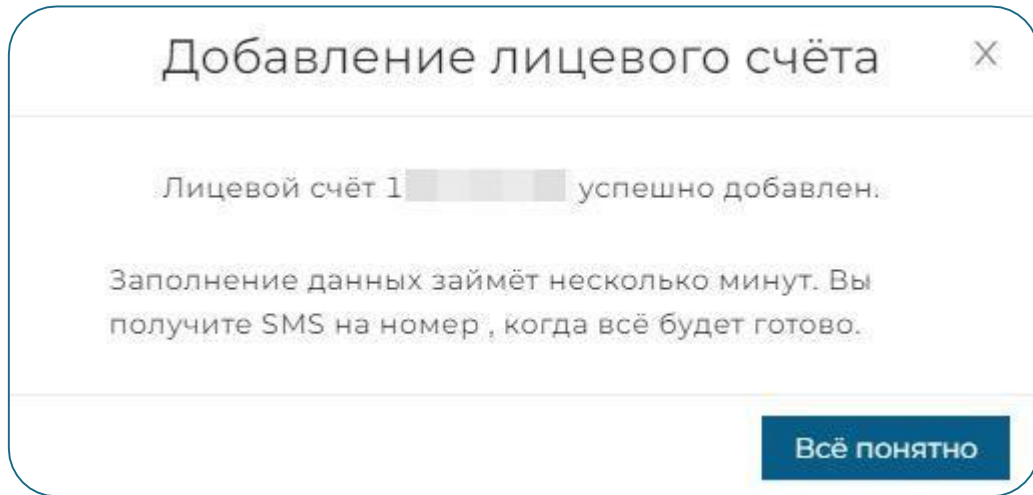 Добавление лицевого счёта X
Лицевой счёт 1 успешно добавлен.
Заполнение данных займёт несколько минут. Вы
получите SMS на номер , когда всё будет готово.
Всё понятно